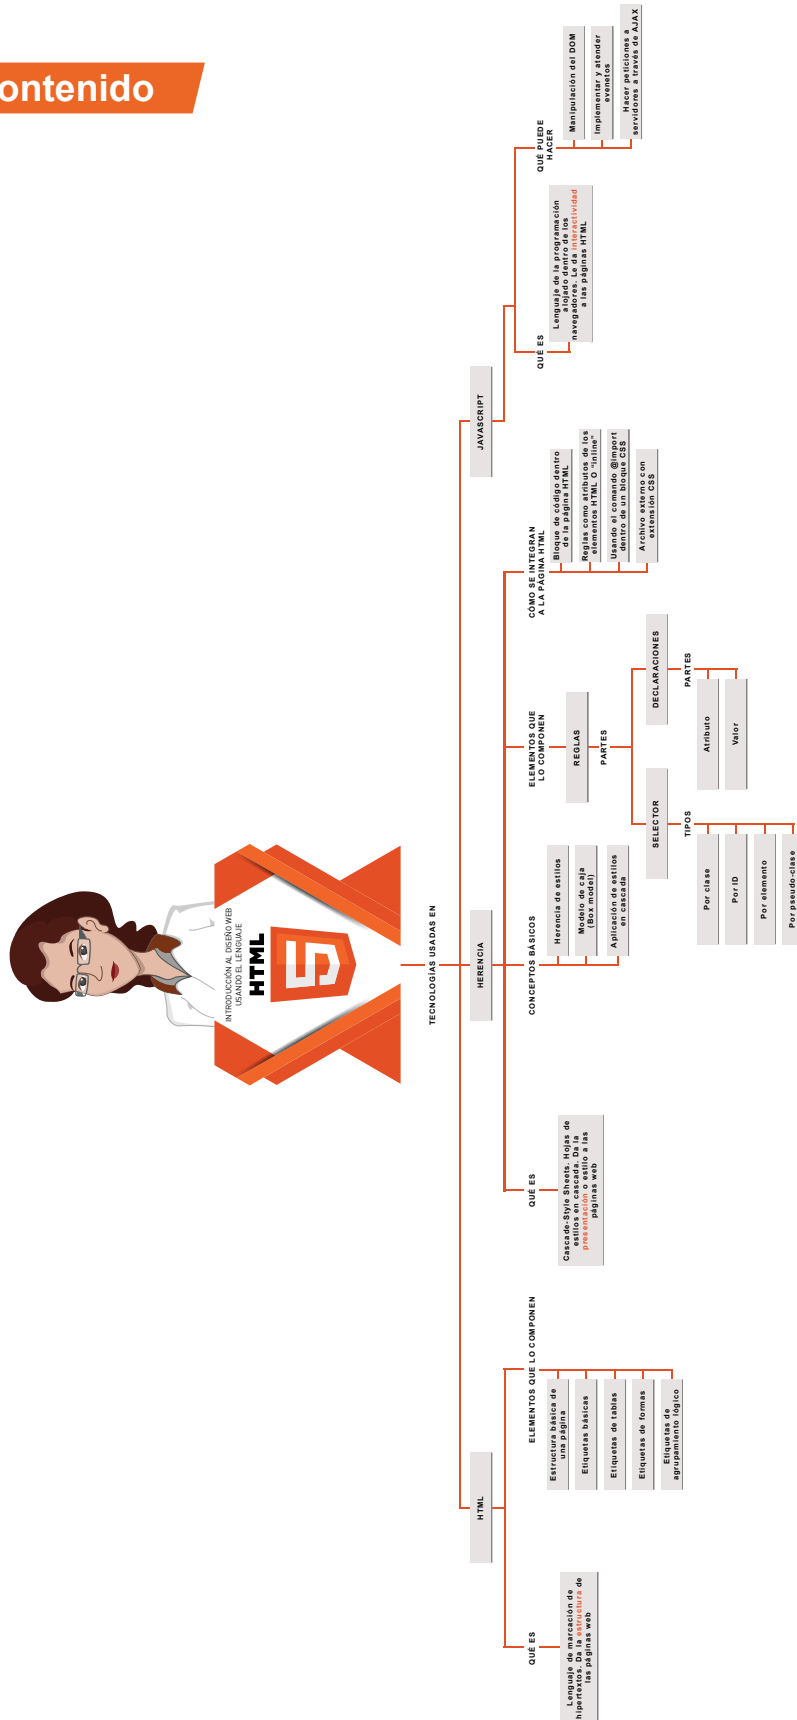 ontenido
INTRODUCCIÓN AL DISEÑO WEB
USANDO EL LENGUAJE
HTML
5
TECNOLOGÍAS USADAS EN
HTML
QUÉ ES
Lenguaje de marcación de
hipertextos. Da la estructura de
las páginas web
ELEMENTOS QUE LO COMPONEN
Estructura básica de
una página
Etiquetas básicas
Etiquetas de tablas
Etiquetas de formas
Etiquetas de
agrupamiento lógico
HERENCIA
QUÉ ES
Cascade-Style Sheets. Hojas de
estilos en cascada. Da la
presentación o estilo a las
páginas web
CONCEPTOS BÁSICOS
Herencia de estilos
Modelo de caja
(Box model)
Aplicación de estilos
en cascada
ELEMENTOS QUE
LO COMPONEN
REGLAS
PARTES
SELECTOR
TIPOS
Por clase
Por ID
Por elemento
Por pseudo-clase
DECLARACIONES
PARTES
Atributo
Valor
CÓMO SE INTEGRAN
A LA PÁGINA HTML
Bloque de código dentro
de la página HTML
Reglas como atributos de los
elementos HTML O "inline"
Usando el comando @import
dentro de un bloque CSS
Archivo externo con
extensión CSS
JAVASCRIPT
QUÉ ES
Lenguaje de la programación
alojado dentro de los
navegadores. Le da interactividad
a las páginas HTML
QUÉ PUEDE
HACER
Manipulación del DOM
Implementar y atender
evenetos
Hacer peticiones a
servidores a través de AJAX